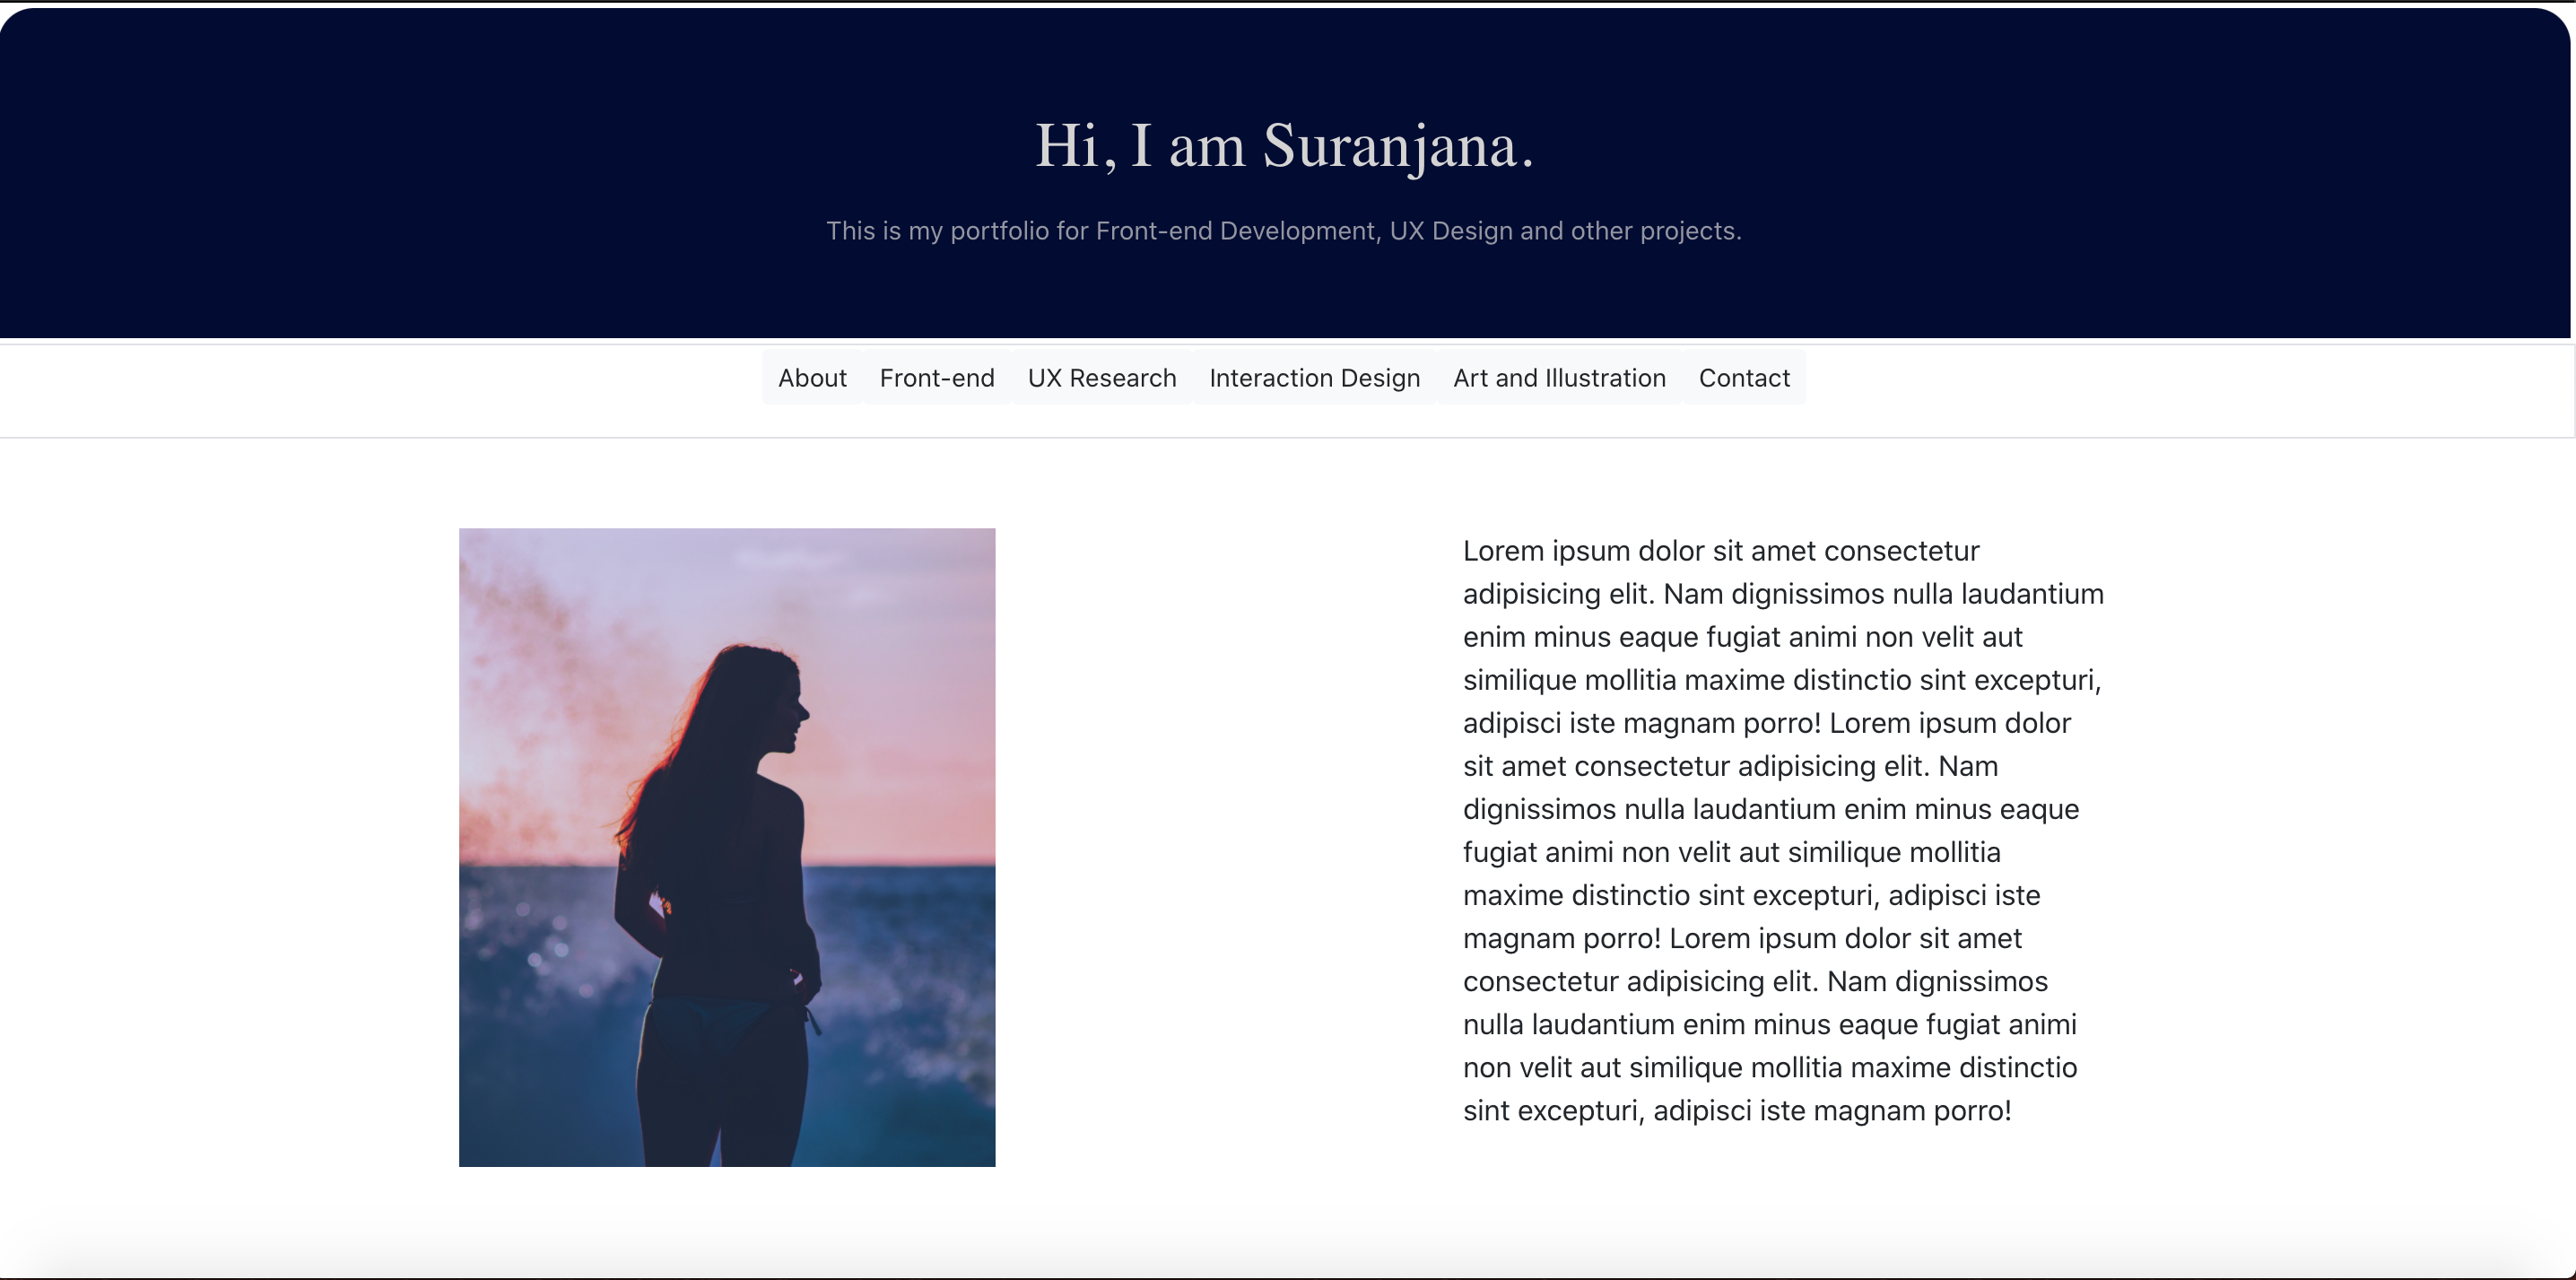 Hi, I am Suranjana.
This is my portfolio for Front-end Development, UX Design and other projects.
About Front-end UX Research Interaction Design Art and Illustration Contact
Lorem ipsum dolor sit amet consectetur
adipisicing elit. Nam dignissimos nulla laudantium
enim minus eaque fugiat animi non velit aut
similique mollitia maxime distinctio sint excepturi,
adipisci iste magnam porro! Lorem ipsum dolor
sit amet consectetur adipisicing elit. Nam
dignissimos nulla laudantium enim minus eaque
fugiat animi non velit aut similique mollitia
maxime distinctio sint excepturi, adipisci iste
magnam porro! Lorem ipsum dolor sit amet
consectetur adipisicing elit. Nam dignissimos
nulla laudantium enim minus eaque fugiat animi
non velit aut similique mollitia maxime distinctio
sint excepturi, adipisci iste magnam porro!